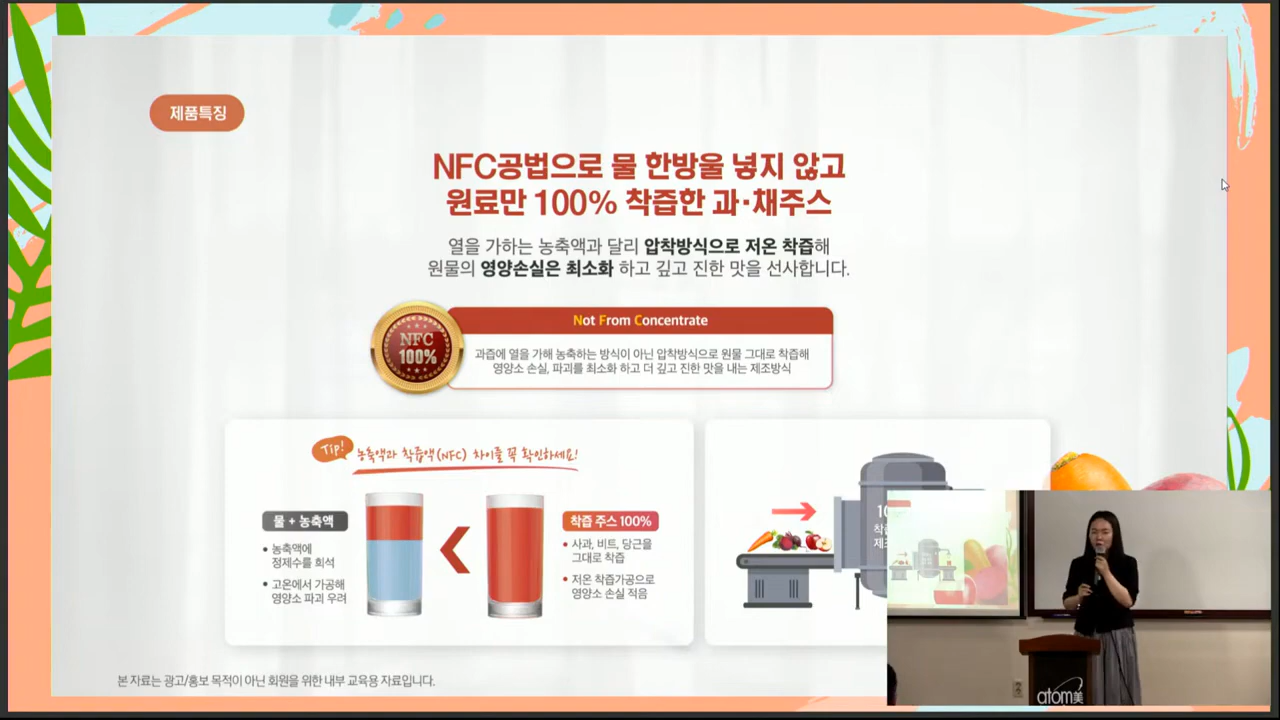 제품특징
NFC공법으로 물 한방울 넣지 않고
원료만 100% 착즙한 과·채주스
열을 가하는 농축액과 달리 압착방식으로 저온 착즙해
원물의 영양손실은 최소화 하고 깊고 진한 맛을 선사합니다.
Not From Concentrate
NFC
100%
과즙에 열을 가해 농축하는 방식이 아닌 압착방식으로 원물 그대로 착즙해
영양소 손실, 파괴를 최소화 하고 더 깊고 진한 맛을 내는 제조방식
Tip!
농축액과 착즙액(NFC) 차이를 꼭 확인하세요!
물 + 농축액
• 농축액에
정제수를 희석
• 고온에서 가공해
영양소 파괴 우려
착즙 주스 100%
• 사과, 비트, 당근을
그대로 착즙
• 저온 착즙가공으로
영양소 손실 적음
본 자료는 광고/홍보 목적이 아닌 회원을 위한 내부 교육용 자료입니다.
atom美